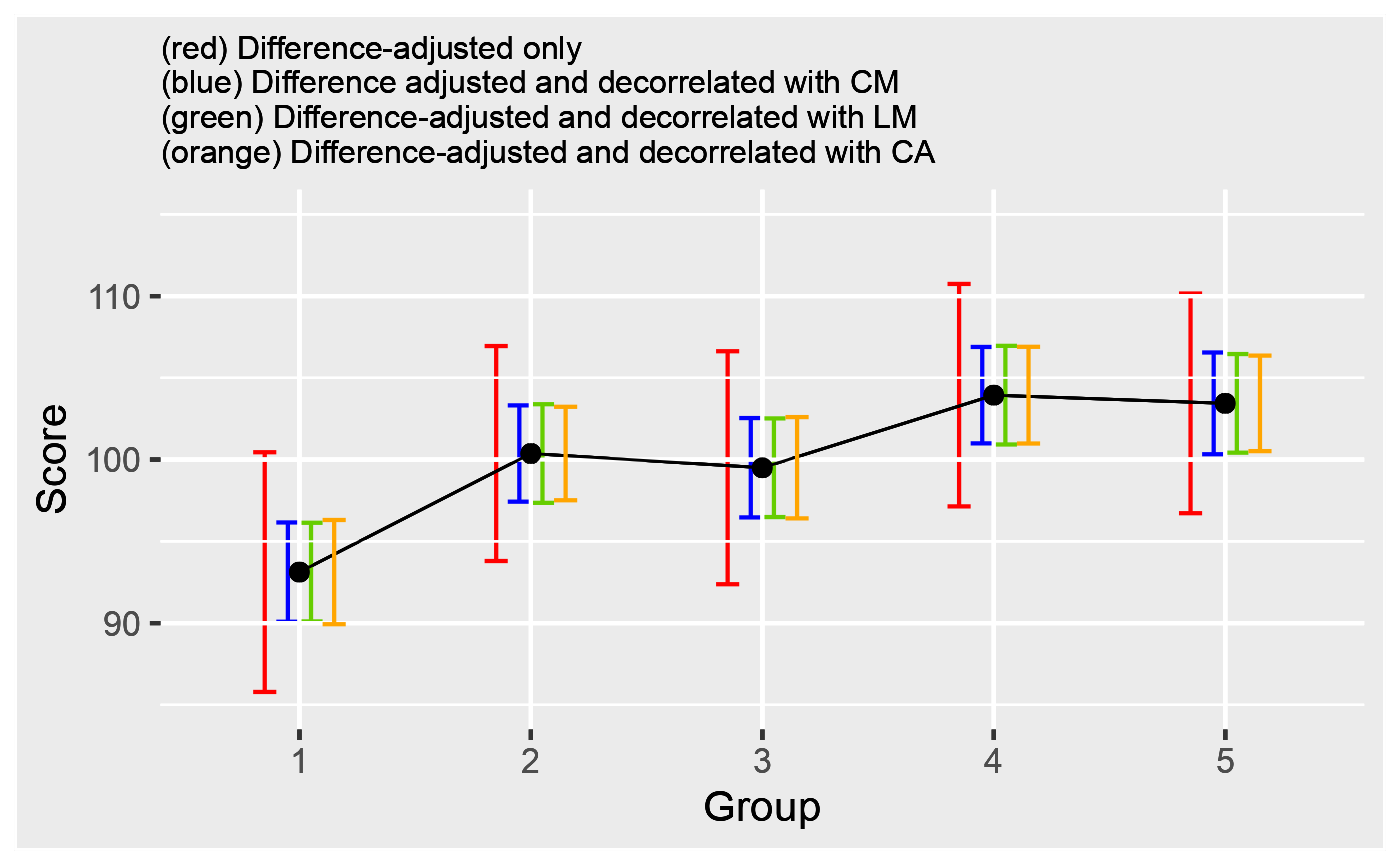 (red) Difference-adjusted only
(blue) Difference adjusted and decorrelated with CM
(green) Difference-adjusted and decorrelated with LM
(orange) Difference-adjusted and decorrelated with CA
110
100
90
Score
1 2 3 4 5
Group